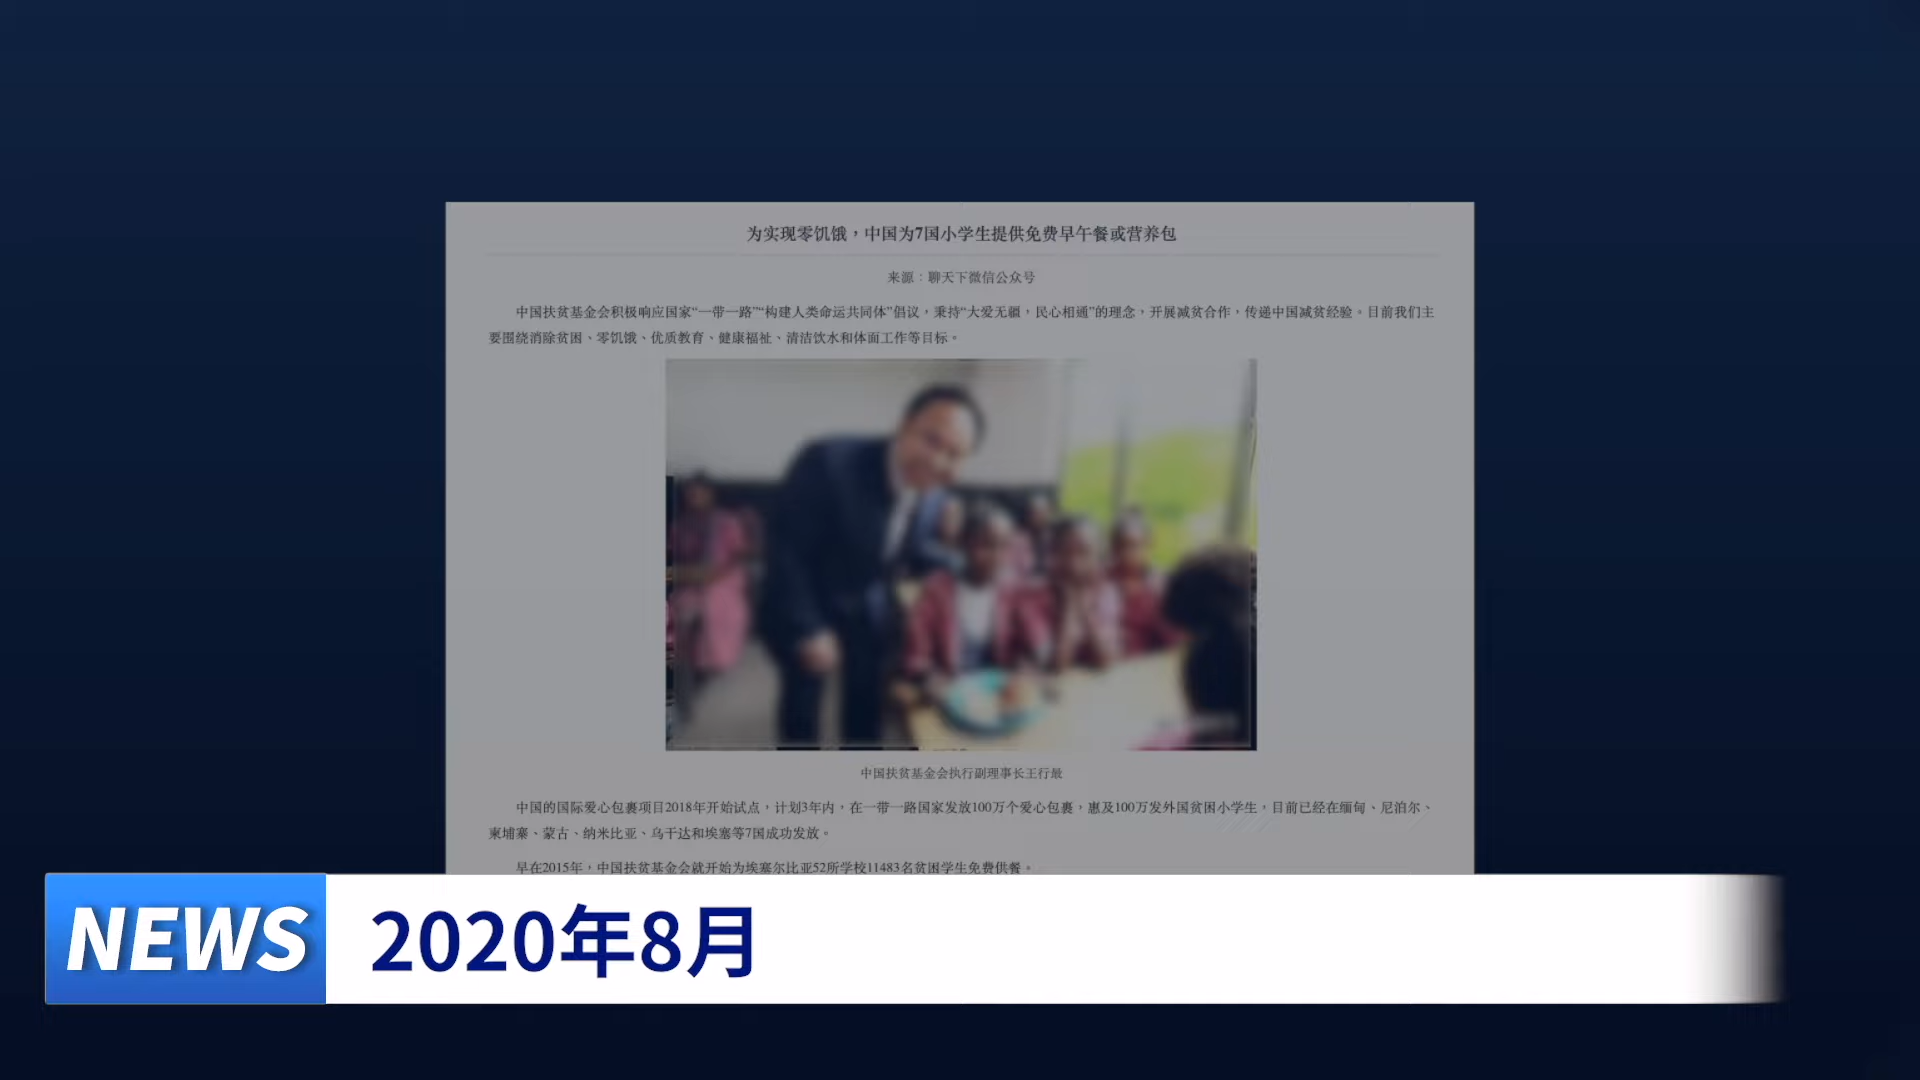 为实现零饥饿，中国为7国小学生提供免费早午餐或营养包
来源：聊天下微信公众号
中国扶贫基金会积极响应国家“一带一路”“构建人类命运共同体”倡议，秉持“大爱无疆，民心相通”的理念，开展减贫合作，传递中国减贫经验。目前我们主
要围绕消除贫困、零饥饿、优质教育、健康福祉、清洁饮水和体面工作等目标。
中国扶贫基金会执行副理事长王行最
中国的国际爱心包裹项目2018年开始试点，计划3年内，在一带一路国家发放100万个爱心包裹，惠及100万发外国贫困小学生，目前已经在缅甸、尼泊尔、
柬埔寨、蒙古、纳米比亚、乌干达和埃塞等7国成功发放。
早在2015年，中国扶贫基金会就开始为埃塞尔比亚52所学校11483名贫困学生免费供餐。
NEWS 2020年8月